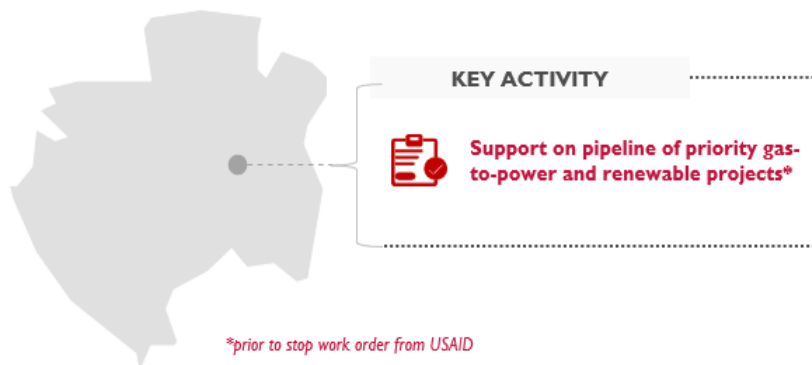 KEY ACTIVITY
Support on pipeline of priority gas-
to-power and renewable projects*
*prior to stop work order from USAID